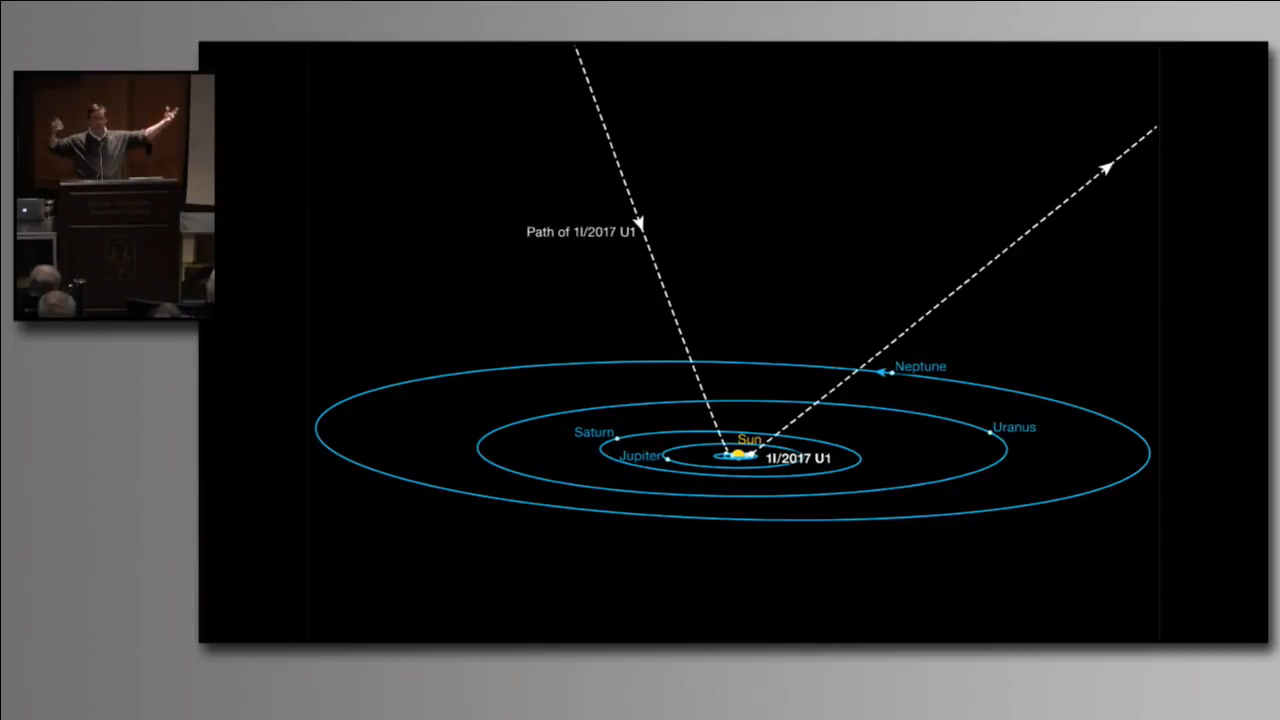 Path of 1I/2017 U1
Neptune
Uranus
Saturn
Sun
Jupiter
1I/2017 U1